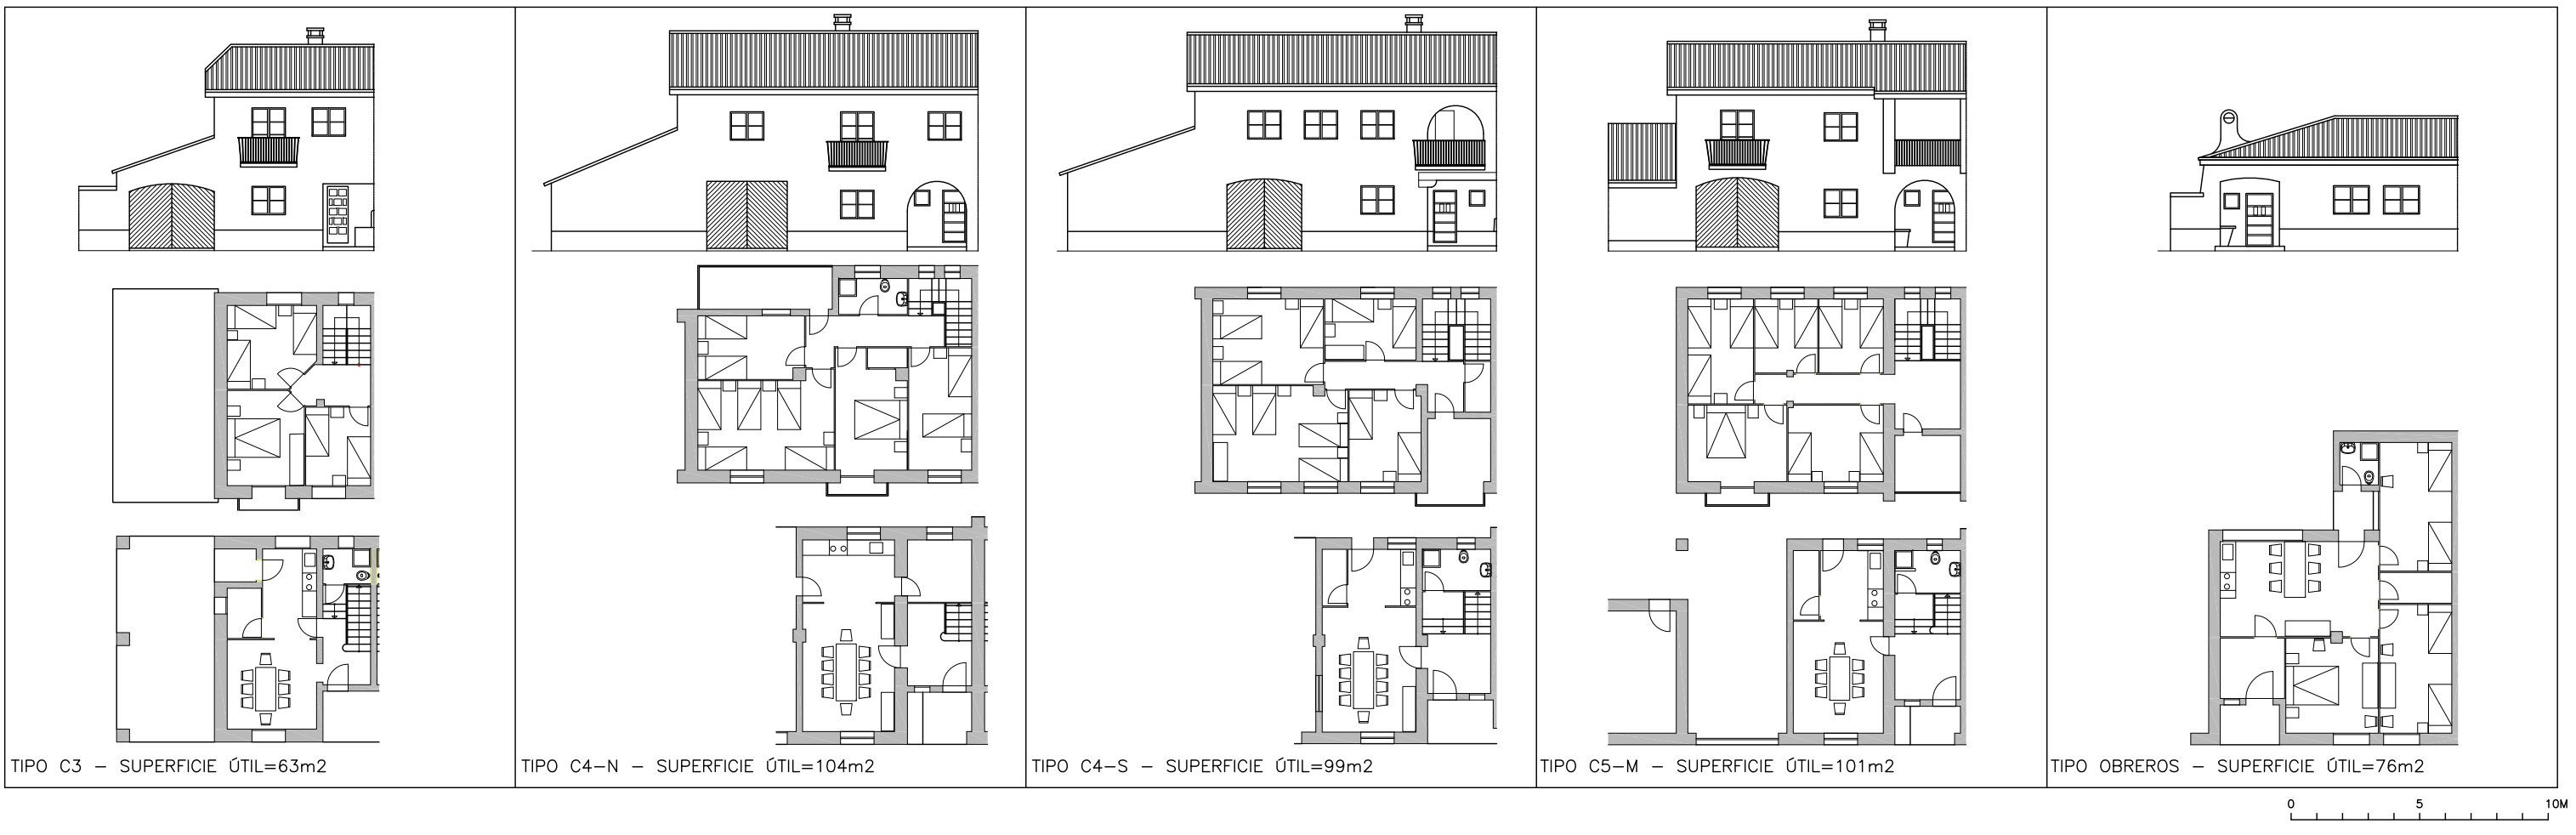 TIPO C3 – SUPERFICIE ÚTIL=63m2
TIPO C4–N – SUPERFICIE ÚTIL=104m2
TIPO C4–S – SUPERFICIE ÚTIL=99m2
TIPO C5–M – SUPERFICIE ÚTIL=101m2
TIPO OBREROS – SUPERFICIE ÚTIL=76m2
0 5 10M